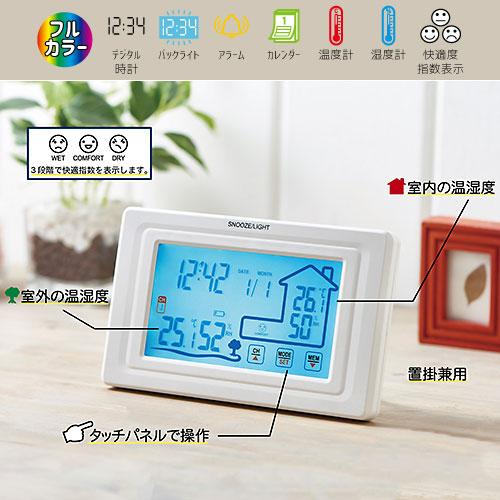 フル
カラー
12:34
デジタル
時計
12:34
バックライト
アラーム
1
カレンダー
温度計
湿度計
快適度
指数表示
WET COMFORT DRY
3段階で快適指数を表示します。
SNOOZE/LIGHT
室内の温湿度
12:42
DATE MONTH
1/1
26.1
50
COMFORT
室外の温湿度
CH
1
25.1 52 % RH
CH
MODE
SET
MEM
置掛兼用
タッチパネルで操作